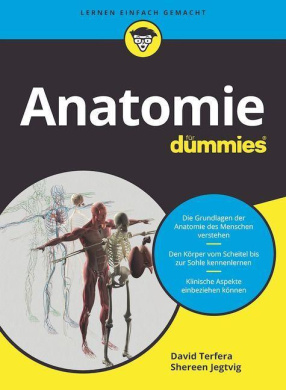 LERNEN EINFACH GEMACHT
Anatomie
für
dummies®
Die Grundlagen der
Anatomie des Menschen
verstehen
Den Körper vom Scheitel bis
zur Sohle kennenlernen
Klinische Aspekte
einbeziehen können
David Terfera
Shereen Jegtvig